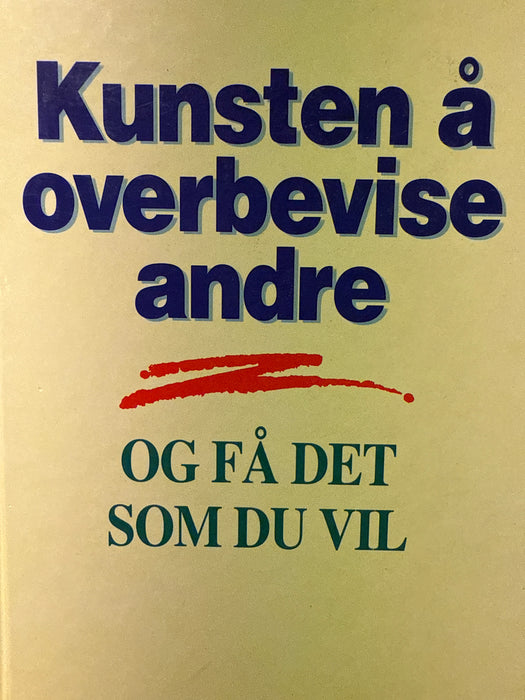 Kunsten å
overbevise
andre
OG FÅ DET
SOM DU VIL